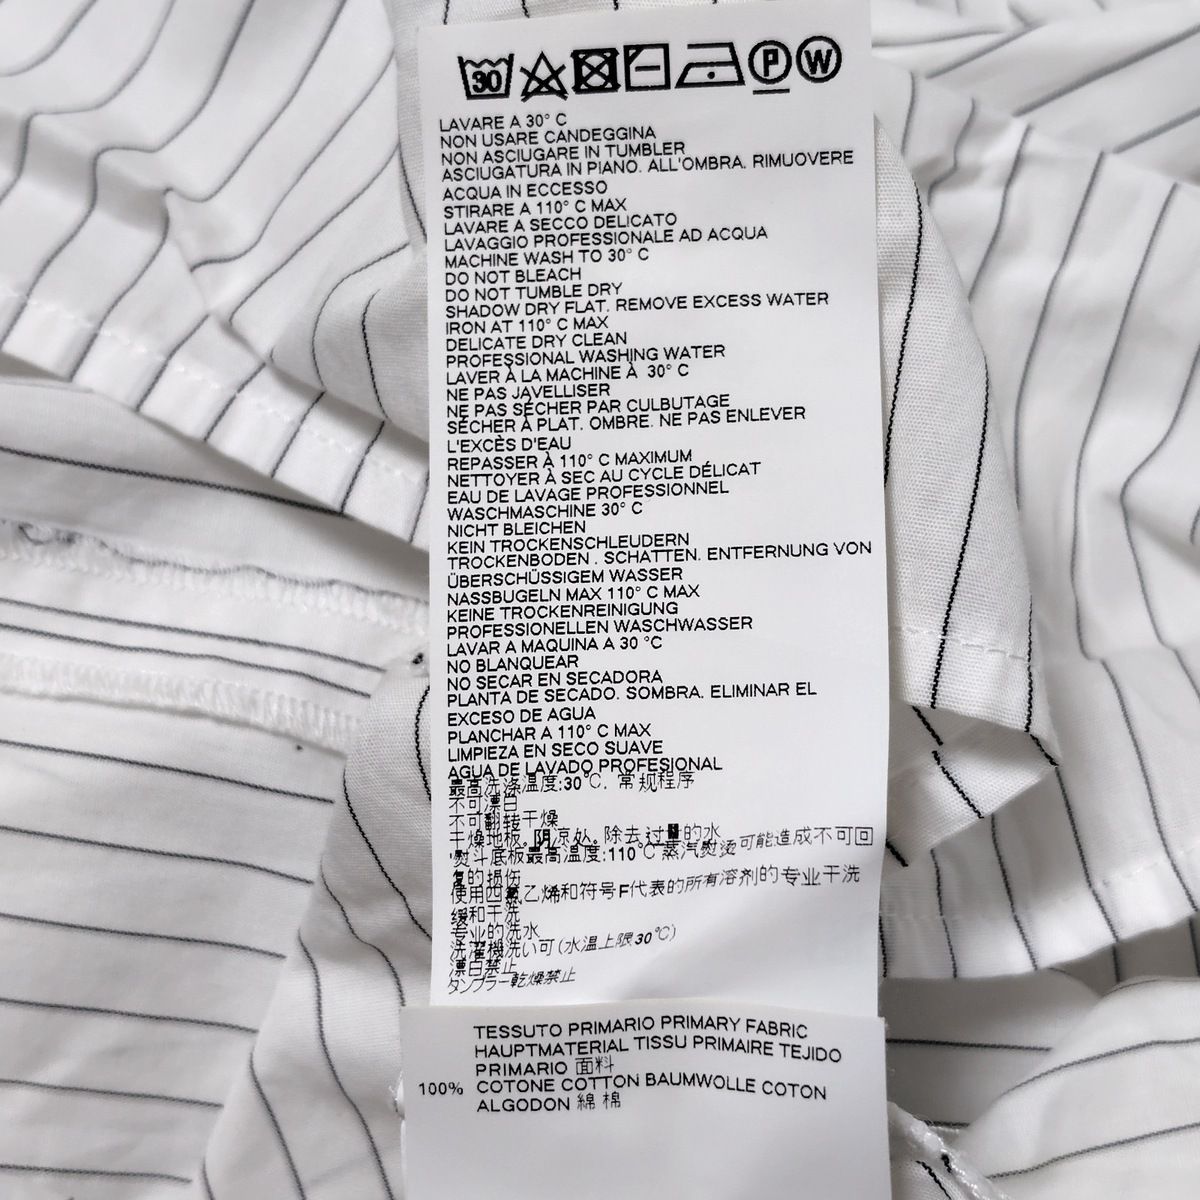 30 P W
LAVARE A 30° C
NON USARE CANDEGGINA
NON ASCIUGARE IN TUMBLER
ASCIUGATURA IN PIANO. ALL'OMBRA. RIMUOVERE
ACQUA IN ECCESSO
STIRARE A 110° C MAX
LAVARE A SECCO DELICATO
LAVAGGIO PROFESSIONALE AD ACQUA
MACHINE WASH TO 30° C
DO NOT BLEACH
DO NOT TUMBLE DRY
SHADOW DRY FLAT. REMOVE EXCESS WATER
IRON AT 110° C MAX
DELICATE DRY CLEAN
PROFESSIONAL WASHING WATER
LAVER À LA MACHINE À 30° C
NE PAS JAVELLISER
NE PAS SÉCHER PAR CULBUTAGE
SÉCHER À PLAT. OMBRE. NE PAS ENLEVER
L'EXCÈS D'EAU
REPASSER À 110° C MAXIMUM
NETTOYER À SEC AU CYCLE DÉLICAT
EAU DE LAVAGE PROFESSIONNEL
WASCHMASCHINE 30° C
NICHT BLEICHEN
KEIN TROCKENSCHLEUDERN
TROCKENBODEN . SCHATTEN. ENTFERNUNG VON
ÜBERSCHÜSSIGEM WASSER
NASSBUGELN MAX 110° C MAX
KEINE TROCKENREINIGUNG
PROFESSIONELLEN WASCHWASSER
LAVAR A MAQUINA A 30 °C
NO BLANQUEAR
NO SECAR EN SECADORA
PLANTA DE SECADO. SOMBRA. ELIMINAR EL
EXCESO DE AGUA
PLANCHAR A 110° C MAX
LIMPIEZA EN SECO SUAVE
AGUA DE LAVADO PROFESIONAL
最高洗涤温度:30℃. 常规程序
不可漂白
不可翻转干燥
干燥地板。阴凉处。除去过量的水
熨斗底板最高温度:110℃蒸汽熨烫可能造成不可回
复的损伤
使用四氯乙烯和符号F代表的所有溶剂的专业干洗
缓和干洗
专业的洗水
洗濯機洗い可(水温上限30℃)
漂白禁止
タンブラー乾燥禁止
TESSUTO PRIMARIO PRIMARY FABRIC
HAUPTMATERIAL TISSU PRIMAIRE TEJIDO
PRIMARIO 面料
100% COTONE COTTON BAUMWOLLE COTON
ALGODON 綿 棉